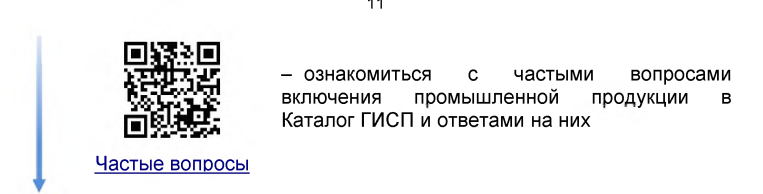 11
– ознакомиться с частыми вопросами
включения промышленной продукции в
Каталог ГИСП и ответами на них
Частые вопросы